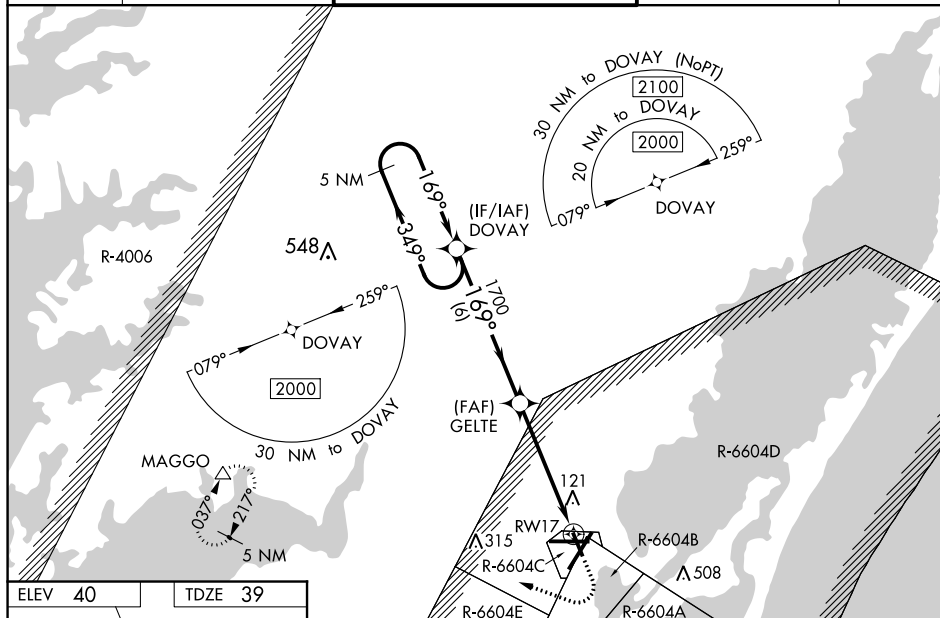 30 NM to DOVAY (NoPT)
2100
20 NM to DOVAY
2000
259°
079°
DOVAY
5 NM
169°
349°
(IF/IAF)
DOVAY
548
R-4006
1700
169°
(6)
259°
DOVAY
079°
2000
30 NM to DOVAY
(FAF)
GELTE
R-6604D
MAGGO
037°
217°
5 NM
121
RW17
315
R-6604C
R-6604B
508
R-6604E
R-6604A
ELEV 40
TDZE 39